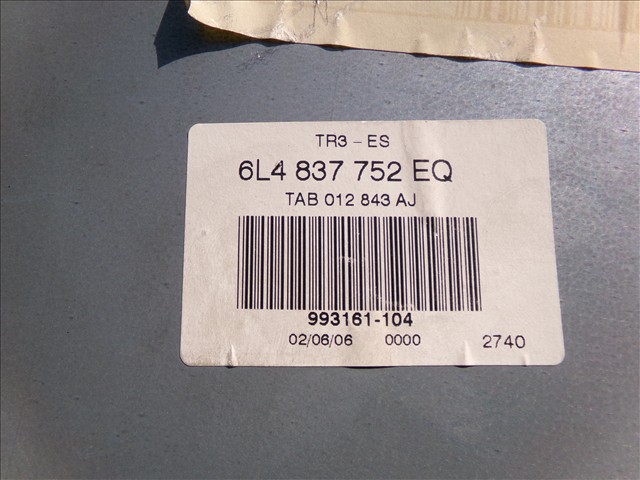 TR3 - ES
6L4 837 752 EQ
TAB 012 843 AJ
993161-104
02/06/06 0000 2740